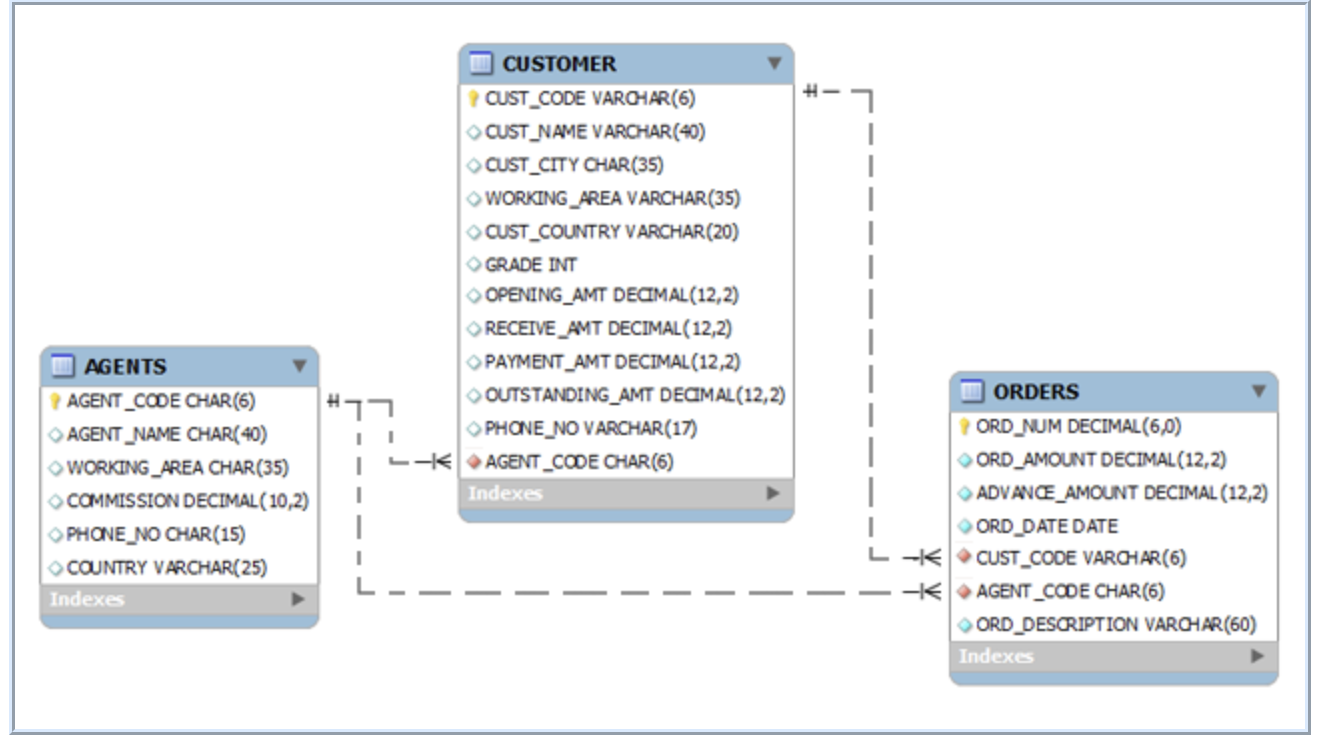 CUSTOMER
CUST_CODE VARCHAR(6)
CUST_NAME VARCHAR(40)
CUST_CITY CHAR(35)
WORKING_AREA VARCHAR(35)
CUST_COUNTRY VARCHAR(20)
GRADE INT
OPENING_AMT DECIMAL(12,2)
RECEIVE_AMT DECIMAL(12,2)
PAYMENT_AMT DECIMAL(12,2)
OUTSTANDING_AMT DECIMAL(12,2)
PHONE_NO VARCHAR(17)
AGENT_CODE CHAR(6)
Indexes
AGENTS
AGENT_CODE CHAR(6)
AGENT_NAME CHAR(40)
WORKING_AREA CHAR(35)
COMMISSION DECIMAL(10,2)
PHONE_NO CHAR(15)
COUNTRY VARCHAR(25)
Indexes
ORDERS
ORD_NUM DECIMAL(6,0)
ORD_AMOUNT DECIMAL(12,2)
ADVANCE_AMOUNT DECIMAL(12,2)
ORD_DATE DATE
CUST_CODE VARCHAR(6)
AGENT_CODE CHAR(6)
ORD_DESCRIPTION VARCHAR(60)
Indexes